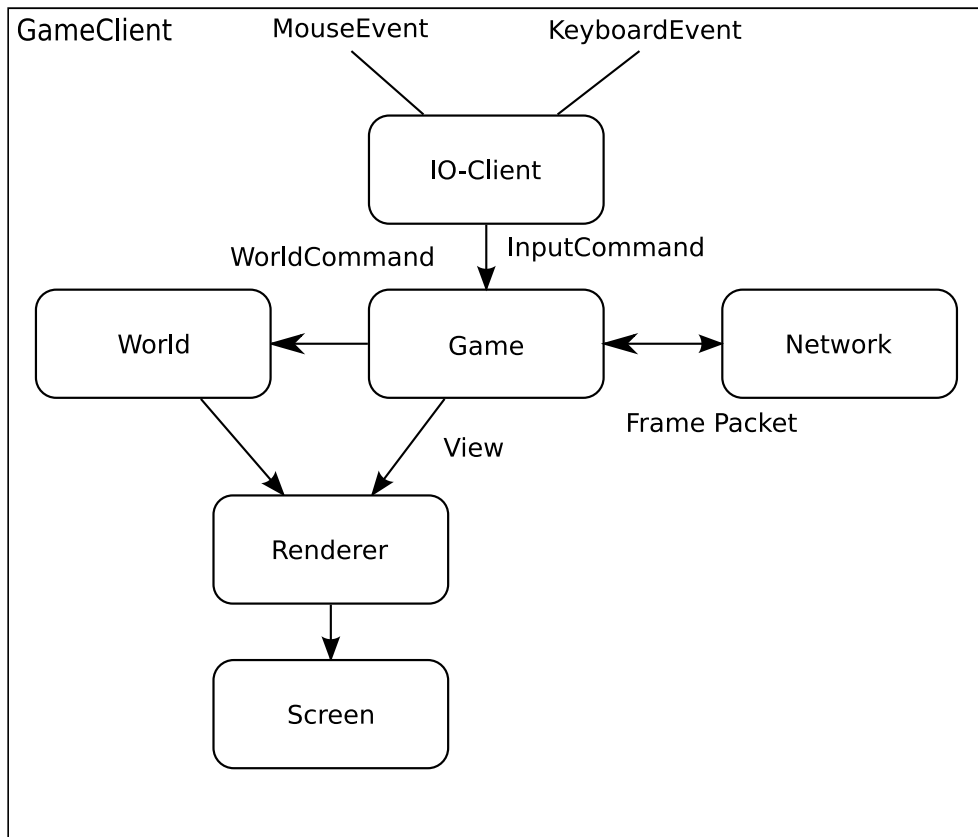 GameClient
MouseEvent
KeyboardEvent
IO-Client
WorldCommand
InputCommand
World
Game
Network
Frame Packet
View
Renderer
Screen